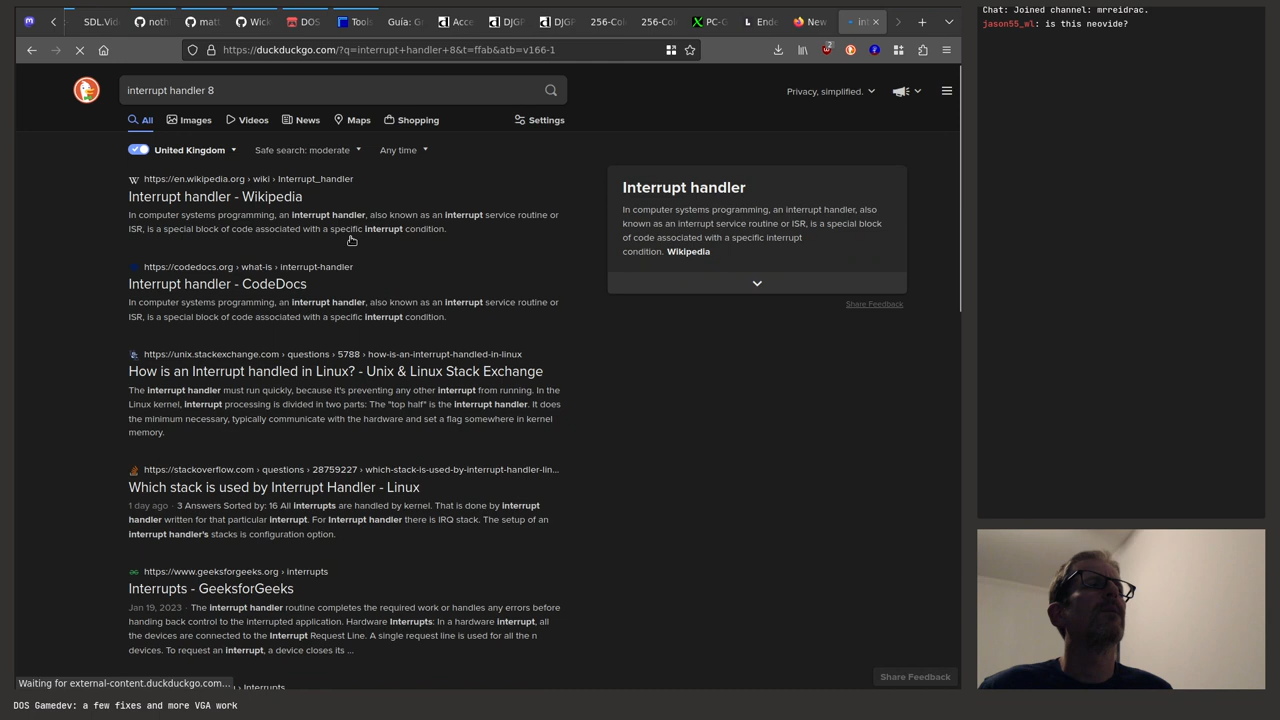 SDL.Vid
noth
matt
Wick
DOS
Tools
Guia: G
Acce
DJGP
DJGP
256-Col
256-Col
PC-G
Ende
New
int
https://duckduckgo.com/?q=interrupt+handler+8&t=ffab&atb=v166-1
2
interrupt handler 8
Privacy, simplified.
All
Images
Videos
News
Maps
Shopping
Settings
United Kingdom
Safe search: moderate
Any time
https://en.wikipedia.org › wiki › Interrupt_handler
Interrupt handler - Wikipedia
In computer systems programming, an interrupt handler, also known as an interrupt service routine or
ISR, is a special block of code associated with a specific interrupt condition.
https://codedocs.org › what-is › interrupt-handler
Interrupt handler - CodeDocs
In computer systems programming, an interrupt handler, also known as an interrupt service routine or
ISR, is a special block of code associated with a specific interrupt condition.
https://unix.stackexchange.com › questions › 5788 › how-is-an-interrupt-handled-in-linux
How is an Interrupt handled in Linux? - Unix & Linux Stack Exchange
The interrupt handler must run quickly, because it's preventing any other interrupt from running. In the
Linux kernel, interrupt processing is divided in two parts: The "top half" is the interrupt handler. It does
the minimum necessary, typically communicate with the hardware and set a flag somewhere in kernel
memory.
https://stackoverflow.com › questions › 28759227 › which-stack-is-used-by-interrupt-handler-lin...
Which stack is used by Interrupt Handler - Linux
1 day ago · 3 Answers Sorted by: 16 All interrupts are handled by kernel. That is done by interrupt
handler written for that particular interrupt. For Interrupt handler there is IRQ stack. The setup of an
interrupt handler's stacks is configuration option.
https://www.geeksforgeeks.org › interrupts
Interrupts - GeeksforGeeks
Jan 19, 2023 · The interrupt handler routine completes the required work or handles any errors before
handing back control to the interrupted application. Hardware Interrupts: In a hardware interrupt, all
the devices are connected to the Interrupt Request Line. A single request line is used for all the n
devices. To request an interrupt, a device closes its ...
› Interrupts
Waiting for external-content.duckduckgo.com...
Interrupt handler
In computer systems programming, an interrupt handler, also
known as an interrupt service routine or ISR, is a special block
of code associated with a specific interrupt
condition. Wikipedia
Share Feedback
Share Feedback
Chat: Joined channel: mrreidrac.
jason55_wl: is this neovide?
DOS Gamedev: a few fixes and more VGA work